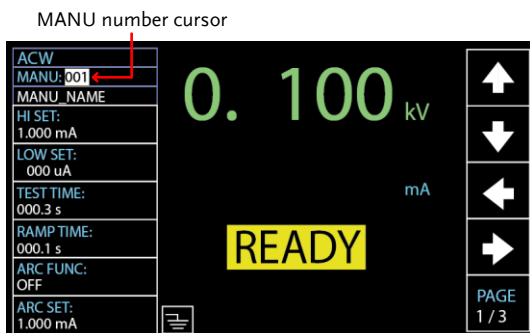 MANU number cursor
ACW
MANU: 001
MANU_NAME
HI SET:
1.000 mA
LOW SET:
000 uA
TEST TIME:
000.3 s
RAMP TIME:
000.1 s
ARC FUNC:
OFF
ARC SET:
1.000 mA
0. 100 kV
mA
READY
PAGE
1 / 3